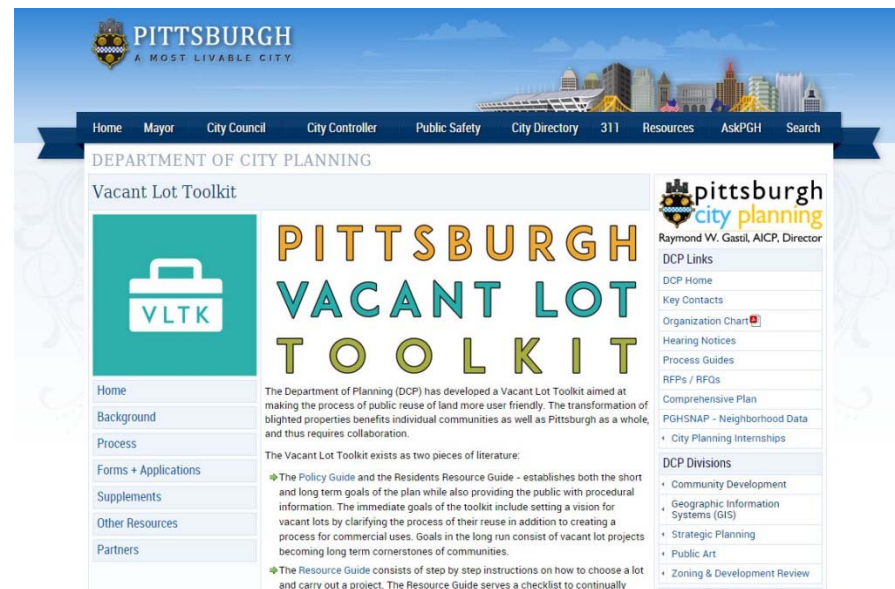 PITTSBURGH
A MOST LIVABLE CITY
Home Mayor City Council City Controller Public Safety City Directory 311 Resources AskPGH Search
DEPARTMENT OF CITY PLANNING
Vacant Lot Toolkit
VLTK
Home
Background
Process
Forms + Applications
Supplements
Other Resources
Partners
PITTSBURGH
VACANT LOT
TOOLKIT
The Department of Planning (DCP) has developed a Vacant Lot Toolkit aimed at
making the process of public reuse of land more user friendly. The transformation of
blighted properties benefits individual communities as well as Pittsburgh as a whole,
and thus requires collaboration.
The Vacant Lot Toolkit exists as two pieces of literature:
The Policy Guide and the Residents Resource Guide - establishes both the short
and long term goals of the plan while also providing the public with procedural
information. The immediate goals of the toolkit include setting a vision for
vacant lots by clarifying the process of their reuse in addition to creating a
process for commercial uses. Goals in the long run consist of vacant lot projects
becoming long term cornerstones of communities.
The Resource Guide consists of step by step instructions on how to choose a lot
and carry out a project. The Resource Guide serves a checklist to continually
pittsburgh
city planning
Raymond W. Gastil, AICP, Director
DCP Links
DCP Home
Key Contacts
Organization Chart
Hearing Notices
Process Guides
RFPs / RFQs
Comprehensive Plan
PGHSNAP - Neighborhood Data
City Planning Internships
DCP Divisions
Community Development
Geographic Information
Systems (GIS)
Strategic Planning
Public Art
Zoning & Development Review